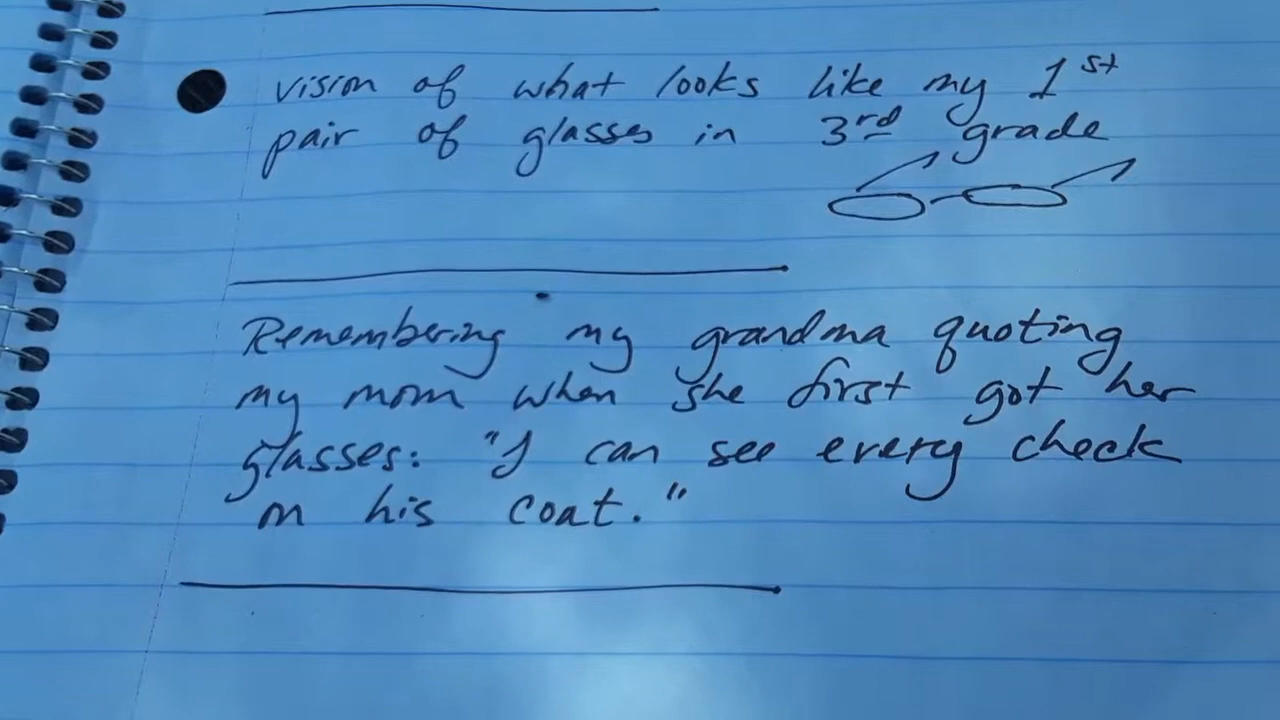 vision of what looks like my 1st
pair of glasses in 3rd grade
Remembering my grandma quoting
my mom when she first got her
glasses: "I can see every check
on his coat."